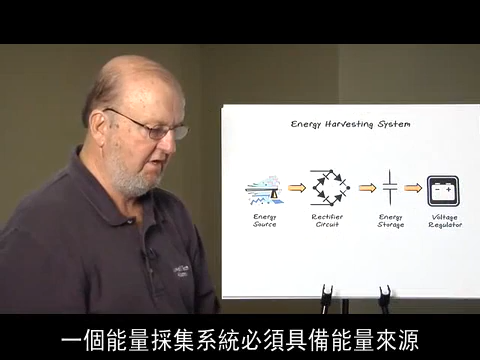 Energy Harvesting System
Energy
Source
Rectifier
Circuit
Energy
Storage
Voltage
Regulator
一個能量採集系統必須具備能量來源